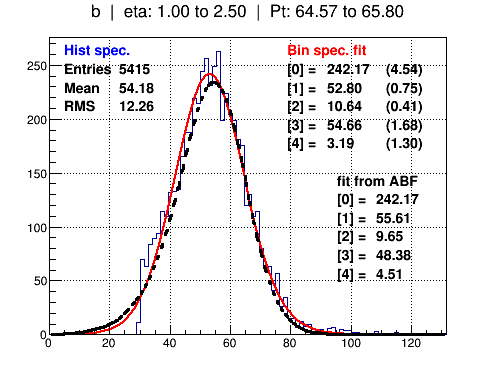 b | eta: 1.00 to 2.50 | Pt: 64.57 to 65.80
Hist spec.
Entries 5415
Mean 54.18
RMS 12.26
Bin spec. fit
[0] = 242.17 (4.54)
[1] = 52.80 (0.75)
[2] = 10.64 (0.41)
[3] = 54.66 (1.68)
[4] = 3.19 (1.30)
fit from ABF
[0] = 242.17
[1] = 55.61
[2] = 9.65
[3] = 48.38
[4] = 4.51
250
200
150
100
50
0
0 20 40 60 80 100 120